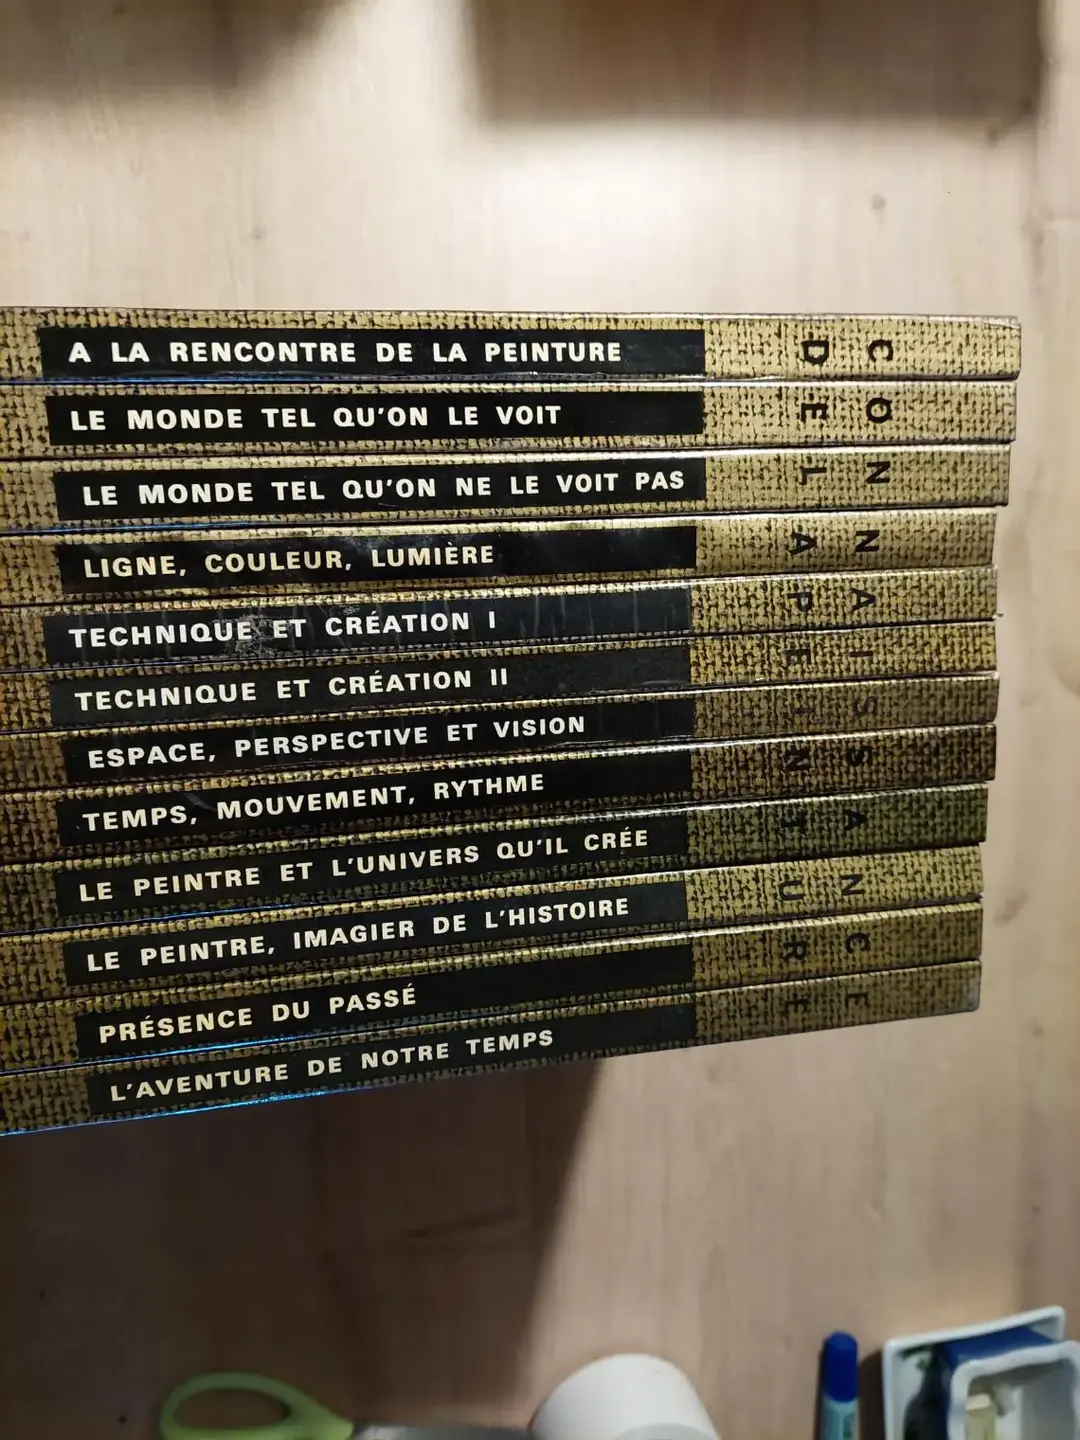 A LA RENCONTRE DE LA PEINTURE
LE MONDE TEL QU'ON LE VOIT
LE MONDE TEL QU'ON NE LE VOIT PAS
LIGNE, COULEUR, LUMIÈRE
TECHNIQUE ET CRÉATION I
TECHNIQUE ET CRÉATION II
ESPACE, PERSPECTIVE ET VISION
TEMPS, MOUVEMENT, RYTHME
LE PEINTRE ET L'UNIVERS QU'IL CRÉE
LE PEINTRE, IMAGIER DE L'HISTOIRE
PRÉSENCE DU PASSÉ
L'AVENTURE DE NOTRE TEMPS
CONNAISSANCE
DE LA PEINTURE